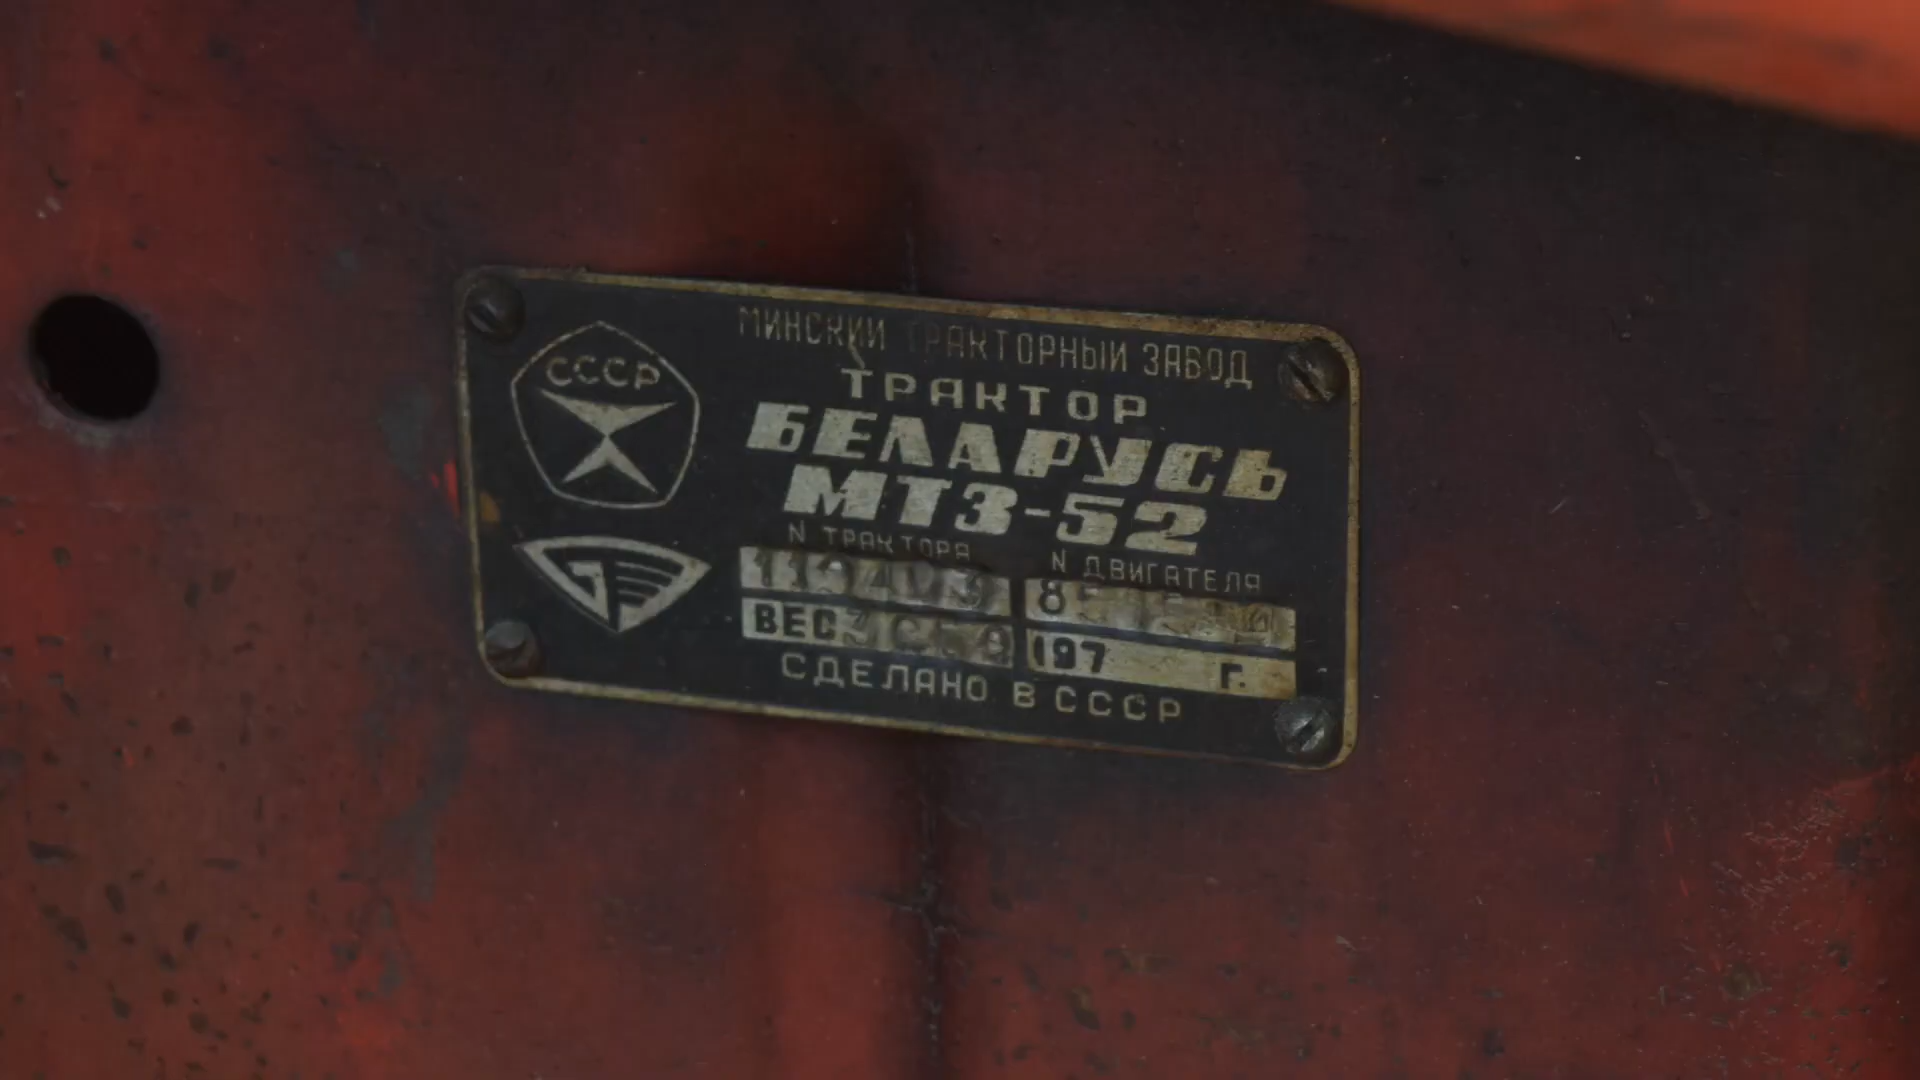 СССР
МИНСКИЙ ТРАКТОРНЫЙ ЗАВОД
ТРАКТОР
БЕЛАРУСЬ
МТЗ-52
N ТРАКТОРА N ДВИГАТЕЛЯ
ВЕС 197 Г.
СДЕЛАНО В СССР